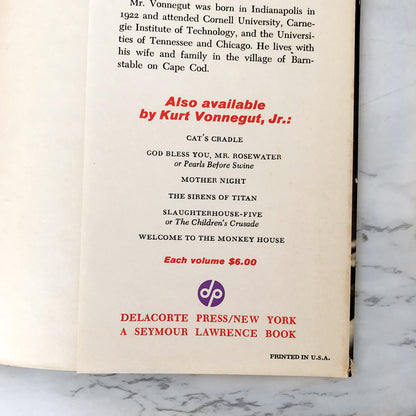 Mr. Vonnegut was born in Indianapolis in
1922 and attended Cornell University, Carne-
gie Institute of Technology, and the Universi-
ties of Tennessee and Chicago. He lives with
his wife and family in the village of Barn-
stable on Cape Cod.
Also available
by Kurt Vonnegut, Jr.:
CAT'S CRADLE
GOD BLESS YOU, MR. ROSEWATER
or Pearls Before Swine
MOTHER NIGHT
THE SIRENS OF TITAN
SLAUGHTERHOUSE-FIVE
or The Children's Crusade
WELCOME TO THE MONKEY HOUSE
Each volume $6.00
dp
DELACORTE PRESS/NEW YORK
A SEYMOUR LAWRENCE BOOK
PRINTED IN U.S.A.